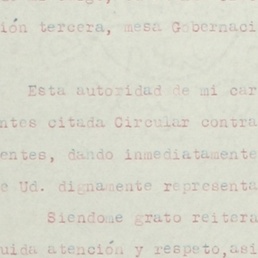 ión tercera, mesa Gobernaci
Esta autoridad de mi car
ntes citada Circular contra
entes, dando inmediatamente
e Ud. dignamente representa
Siendome grato reitera
uida atención y respeto,asi